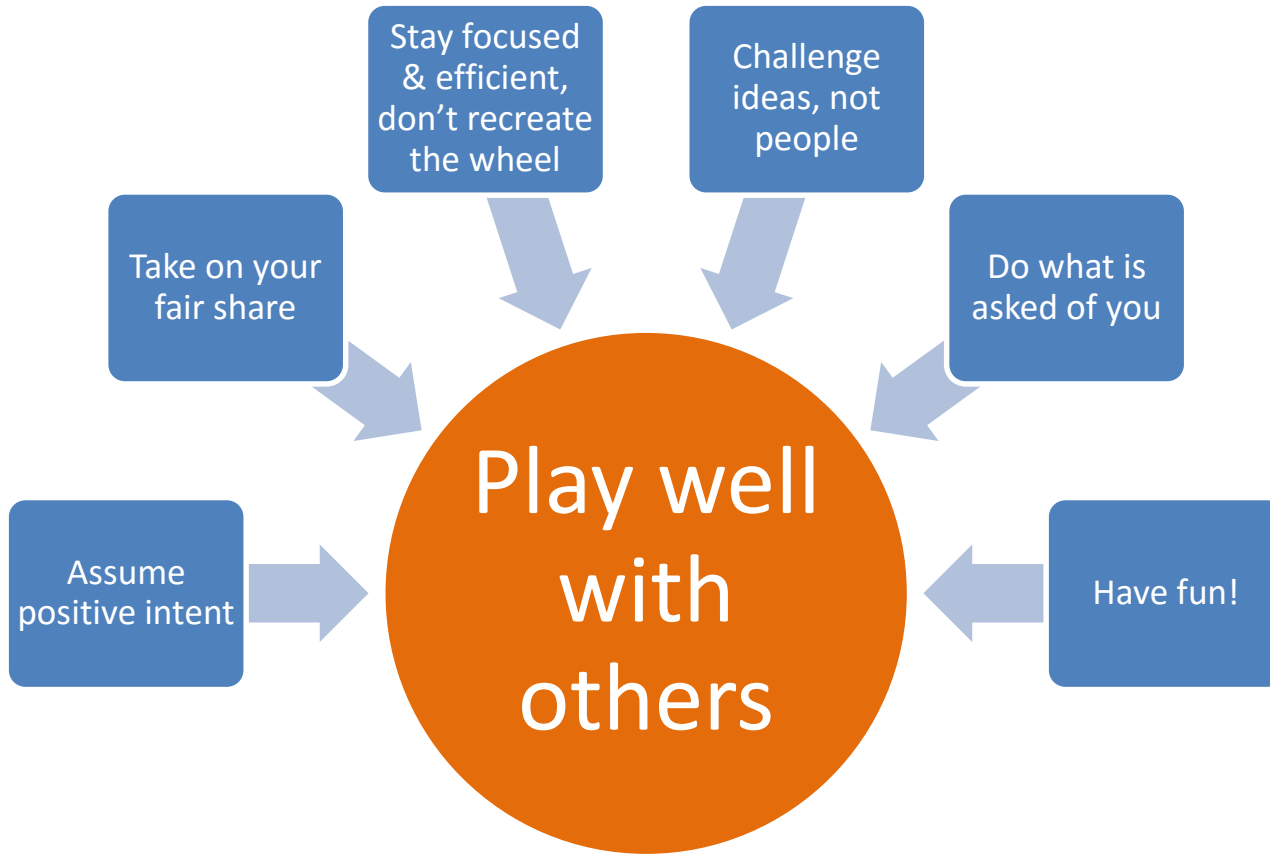 Stay focused
& efficient,
don’t recreate
the wheel
Challenge
ideas, not
people
Take on your
fair share
Do what is
asked of you
Assume
positive intent
Have fun!
Play well
with
others